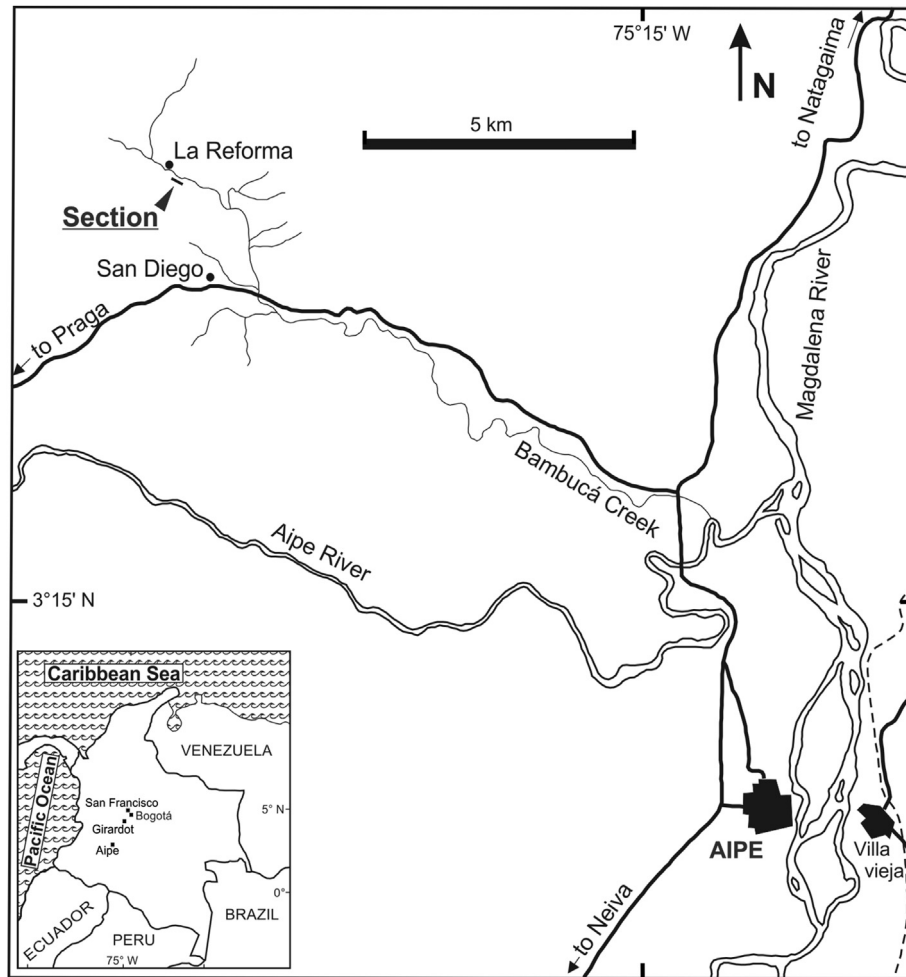 75°15' W
to Natagaima
N
5 km
La Reforma
Section
San Diego
to Praga
Magdalena River
Bambucá Creek
Aipe River
3°15' N
Caribbean Sea
VENEZUELA
Pacific Ocean
San Francisco
5° N
Bogotá
Girardot
Aipe
AIPE
Villa
vieja
0°
BRAZIL
ECUADOR
PERU
75° W
to Neiva